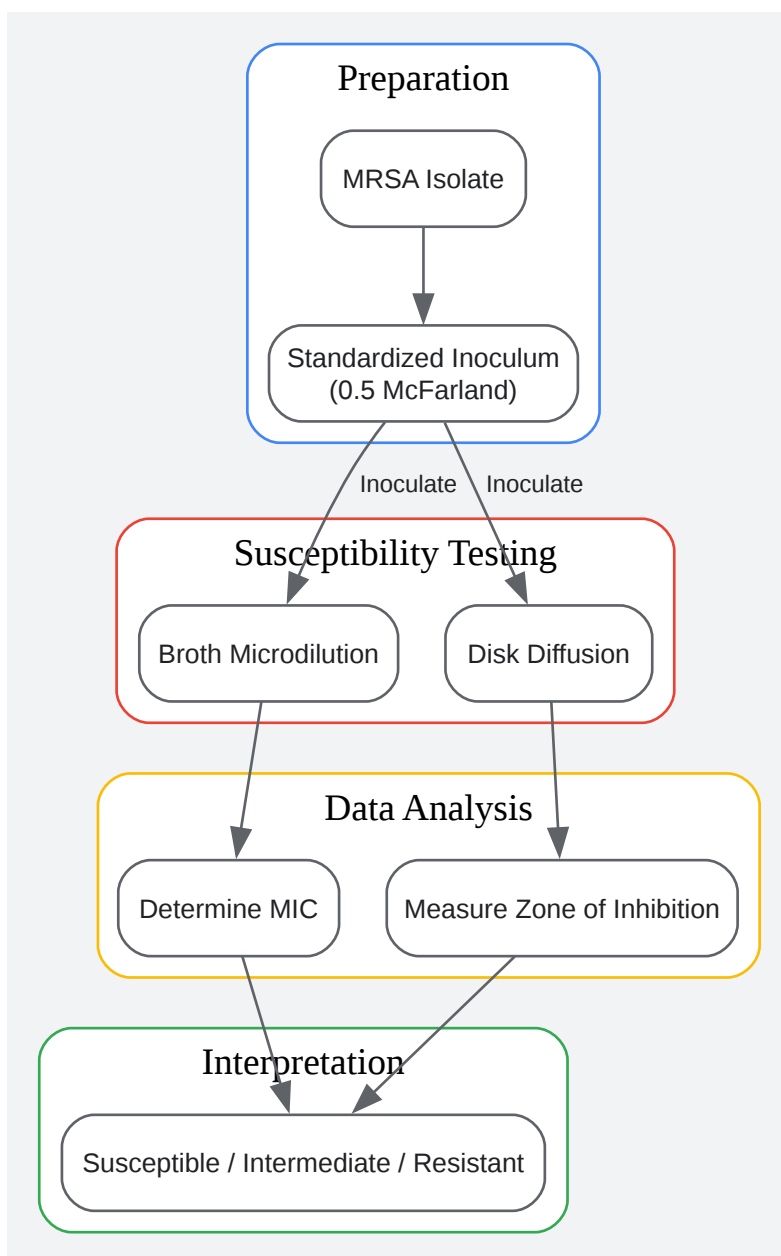 Preparation
MRSA Isolate
Standardized Inoculum
(0.5 McFarland)
Inoculate
Inoculate
Susceptibility Testing
Broth Microdilution
Disk Diffusion
Data Analysis
Determine MIC
Measure Zone of Inhibition
Interpretation
Susceptible / Intermediate / Resistant